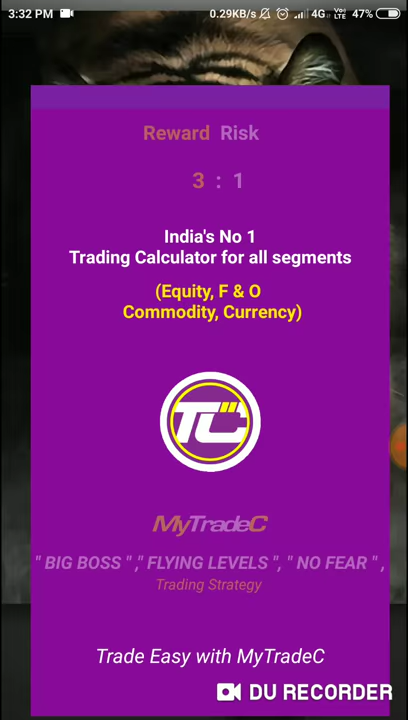 3:32 PM 0.29KB/s 4G Vo) LTE 47%
Reward Risk
3 : 1
India's No 1
Trading Calculator for all segments
(Equity, F & O
Commodity, Currency)
TC
MyTradeC
" BIG BOSS "," FLYING LEVELS ", " NO FEAR " ,
Trading Strategy
Trade Easy with MyTradeC
DU RECORDER